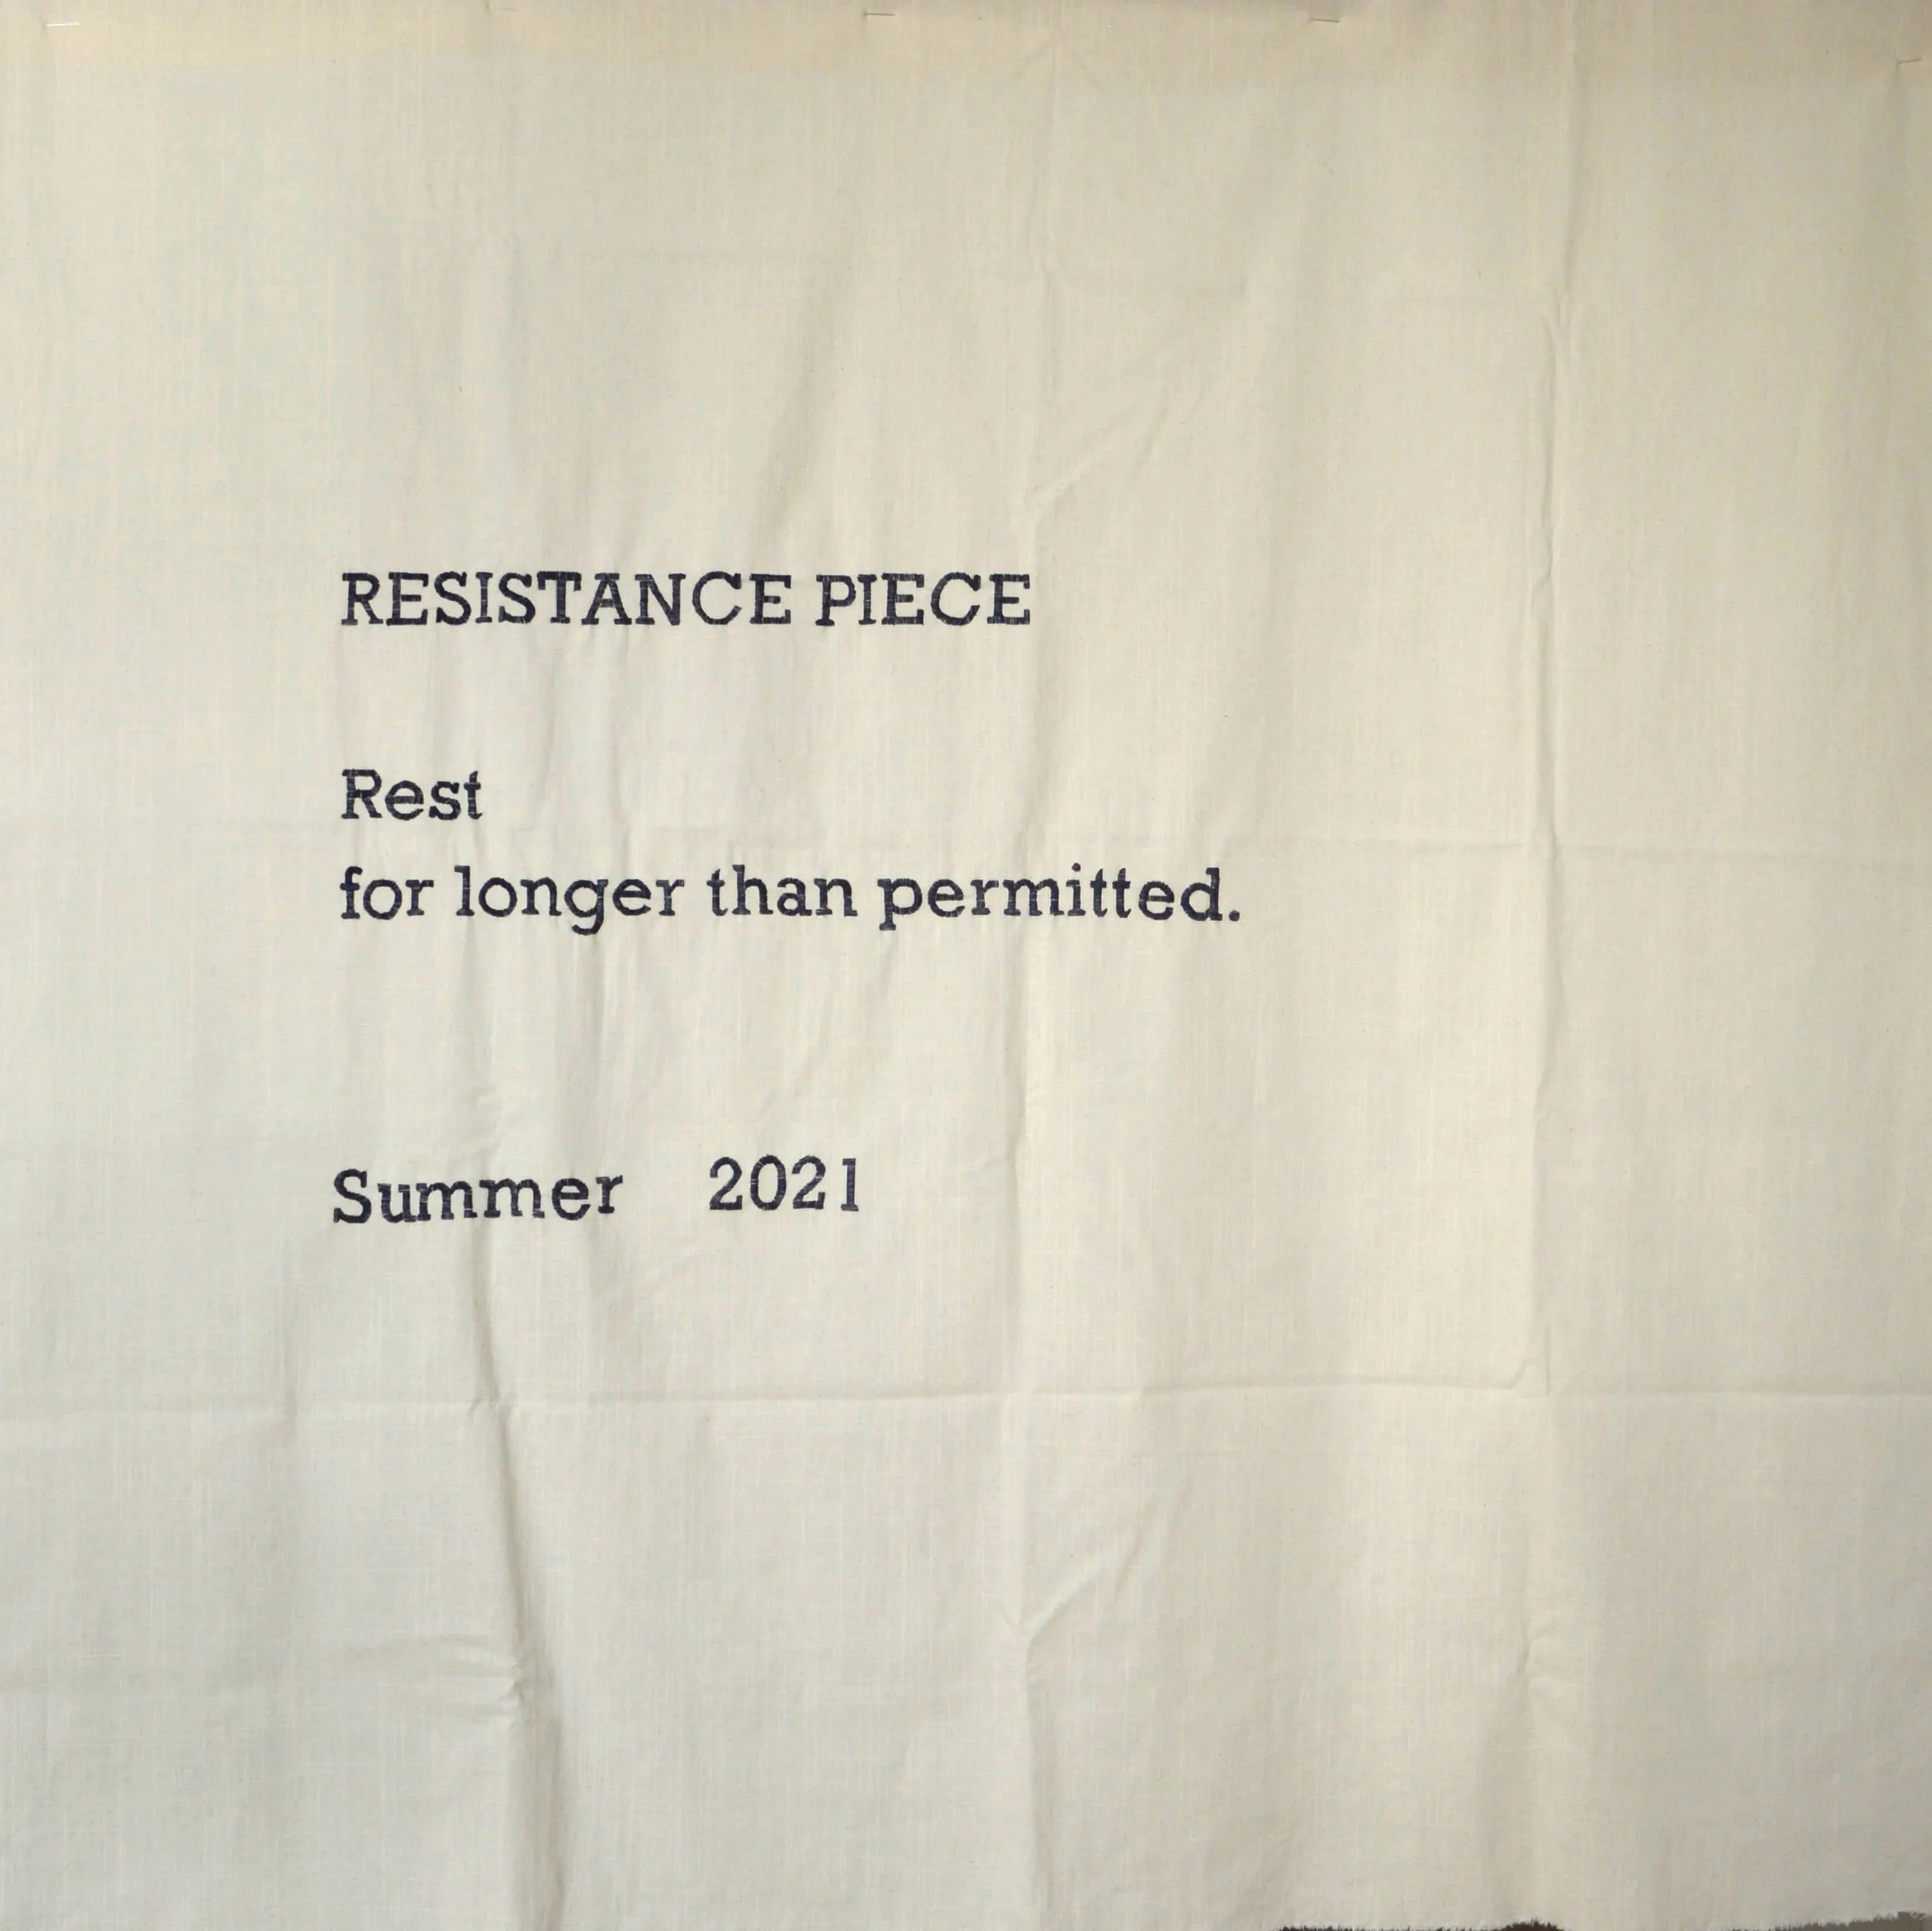 RESISTANCE PIECE
Rest
for longer than permitted.
Summer 2021